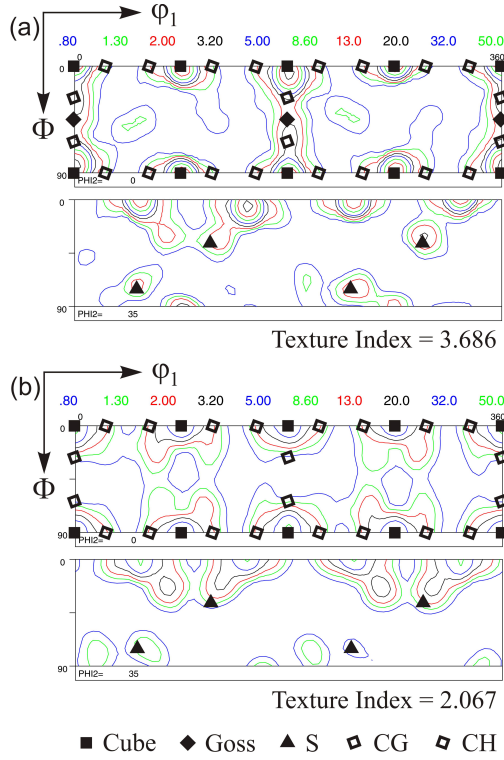 (a)
φ1
.80 1.30 2.00 3.20 5.00 8.60 13.0 20.0 32.0 50.0
0 360
0
Φ
90
PHI2= 0
0
90
PHI2= 35
Texture Index = 3.686
(b)
φ1
.80 1.30 2.00 3.20 5.00 8.60 13.0 20.0 32.0 50.0
0 360
0
Φ
90
PHI2= 0
0
90
PHI2= 35
Texture Index = 2.067
Cube Goss S CG CH